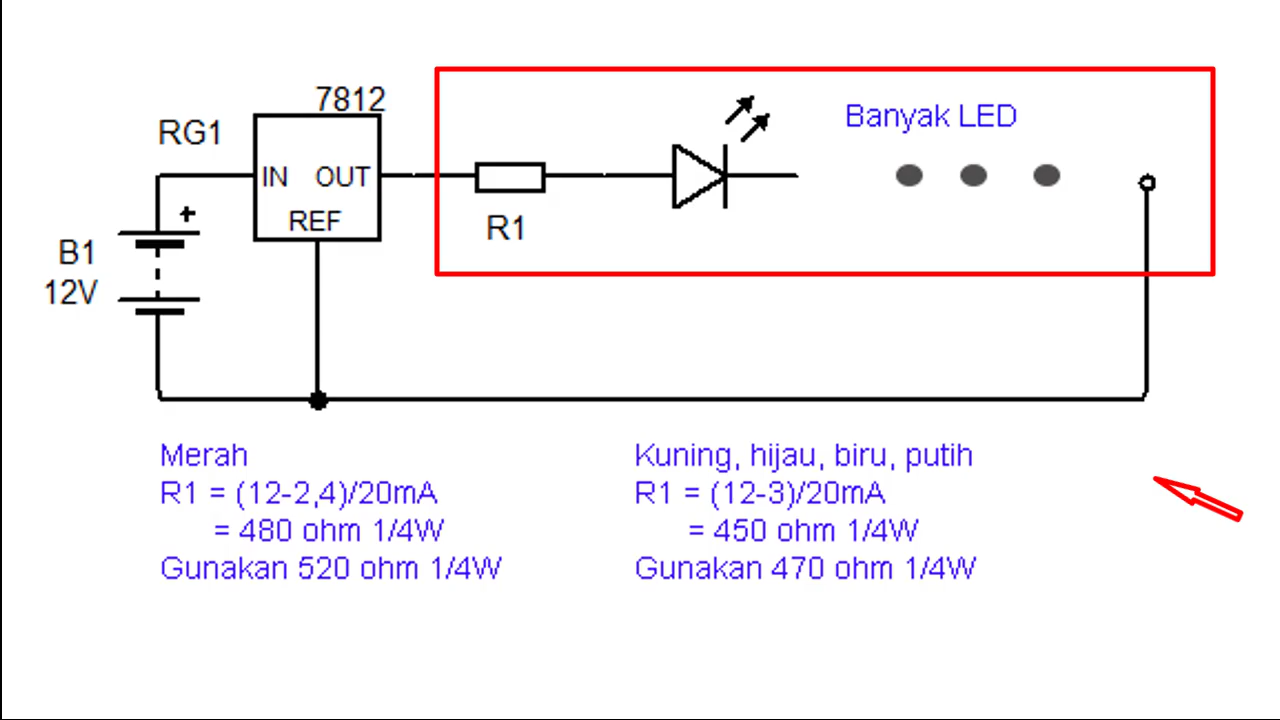 7812
RG1
IN OUT
REF
B1
12V
+
R1
Banyak LED
Merah
R1 = (12-2,4)/20mA
= 480 ohm 1/4W
Gunakan 520 ohm 1/4W
Kuning, hijau, biru, putih
R1 = (12-3)/20mA
= 450 ohm 1/4W
Gunakan 470 ohm 1/4W